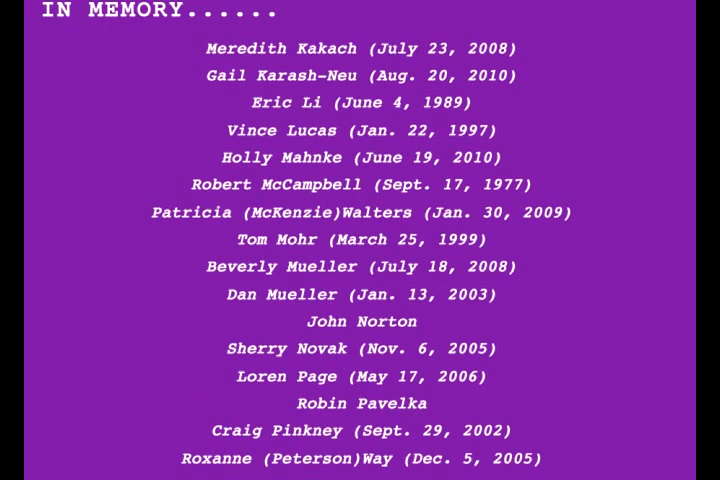 IN MEMORY......
Meredith Kakach (July 23, 2008)
Gail Karash-Neu (Aug. 20, 2010)
Eric Li (June 4, 1989)
Vince Lucas (Jan. 22, 1997)
Holly Mahnke (June 19, 2010)
Robert McCampbell (Sept. 17, 1977)
Patricia (McKenzie)Walters (Jan. 30, 2009)
Tom Mohr (March 25, 1999)
Beverly Mueller (July 18, 2008)
Dan Mueller (Jan. 13, 2003)
John Norton
Sherry Novak (Nov. 6, 2005)
Loren Page (May 17, 2006)
Robin Pavelka
Craig Pinkney (Sept. 29, 2002)
Roxanne (Peterson)Way (Dec. 5, 2005)